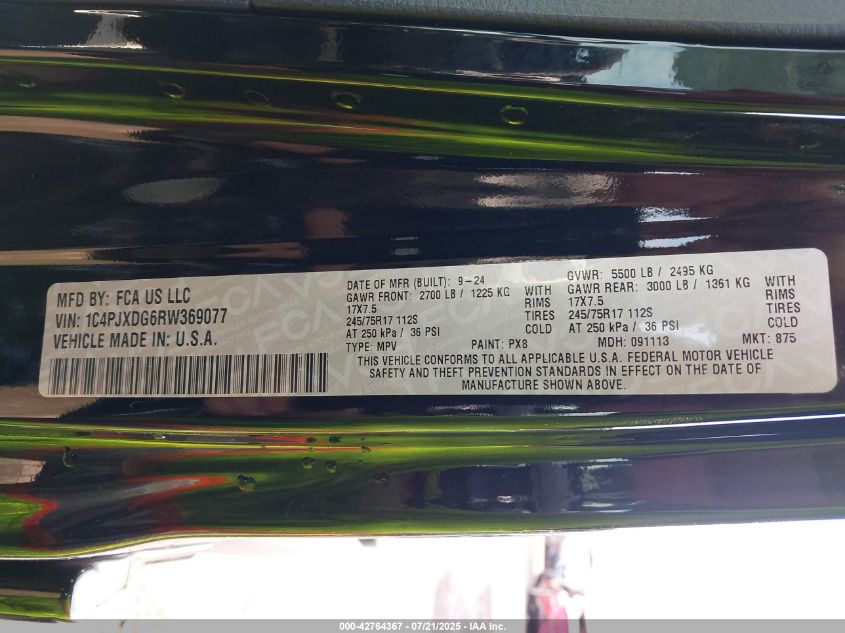 MFD BY: FCA US LLC
VIN: 1C4PJXDG6RW369077
VEHICLE MADE IN: U.S.A.
DATE OF MFR (BUILT): 9-24
GVWR: 5500 LB / 2495 KG
GAWR FRONT: 2700 LB / 1225 KG WITH
GAWR REAR: 3000 LB / 1361 KG WITH
17X7.5 RIMS
17X7.5 RIMS
245/75R17 112S TIRES
245/75R17 112S TIRES
AT 250 kPa / 36 PSI COLD
AT 250 kPa / 36 PSI COLD
TYPE: MPV PAINT: PX8 MDH: 091113 MKT: 875
THIS VEHICLE CONFORMS TO ALL APPLICABLE U.S.A. FEDERAL MOTOR VEHICLE
SAFETY AND THEFT PREVENTION STANDARDS IN EFFECT ON THE DATE OF
MANUFACTURE SHOWN ABOVE.
000-42764367 - 07/21/2025 - IAA Inc.